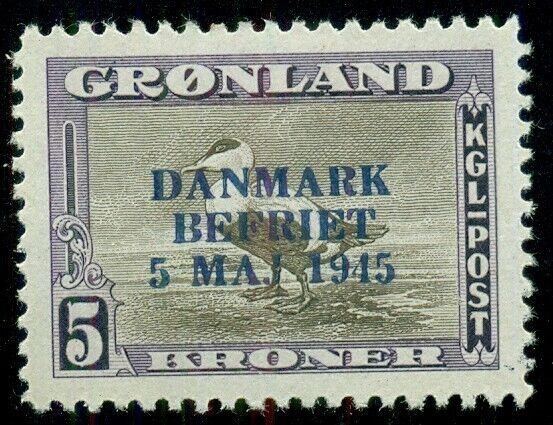 GRØNLAND
KGL-POST
DANMARK
BEFRIET
5 MAJ 1945
5
KRONER